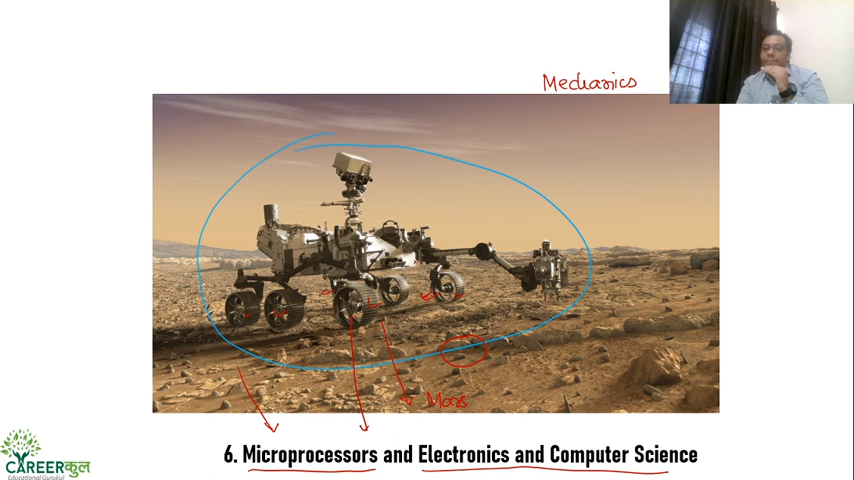 Mechanics
Mars
6. Microprocessors and Electronics and Computer Science
CAREERकुल
Educational Gurukul